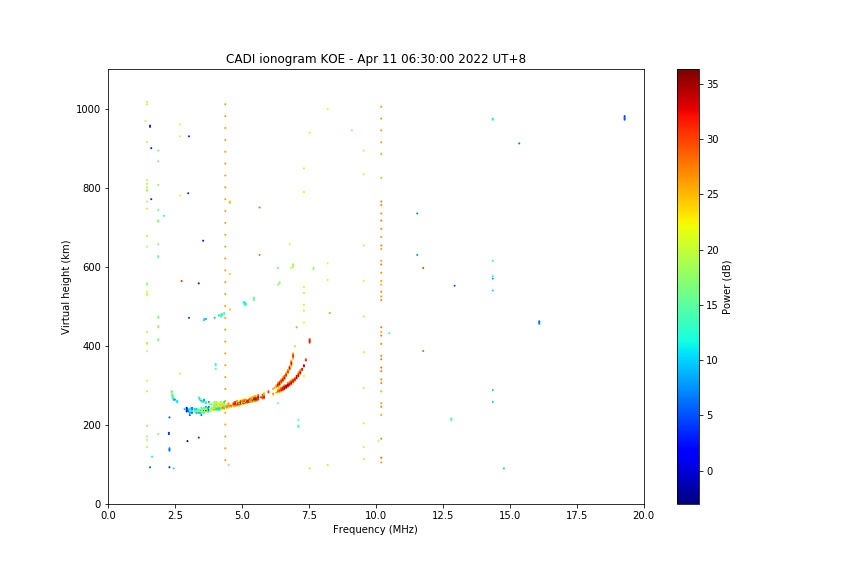 CADI ionogram KOE - Apr 11 06:30:00 2022 UT+8
1000
800
600
400
200
0
Virtual height (km)
0.0 2.5 5.0 7.5 10.0 12.5 15.0 17.5 20.0
Frequency (MHz)
35
30
25
20
15
10
5
0
Power (dB)